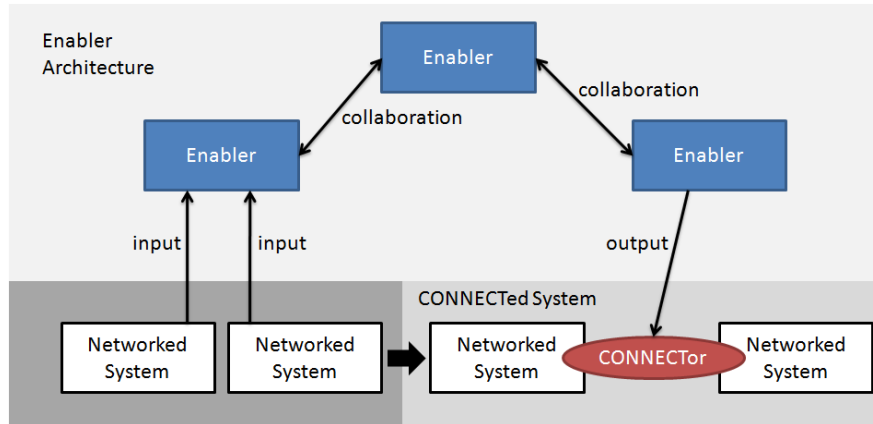 Enabler
Architecture
Enabler
collaboration
collaboration
Enabler
Enabler
input
input
output
CONNECTed System
Networked
System
Networked
System
Networked
System
CONNECTor
Networked
System